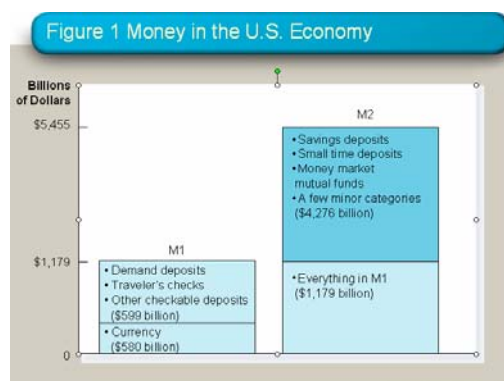 Figure 1 Money in the U.S. Economy
Billions
of Dollars
$5,455
M2
• Savings deposits
• Small time deposits
• Money market
mutual funds
• A few minor categories
($4,276 billion)
$1,179
M1
• Demand deposits
• Traveler's checks
• Other checkable deposits
($599 billion)
• Currency
($580 billion)
• Everything in M1
($1,179 billion)
0